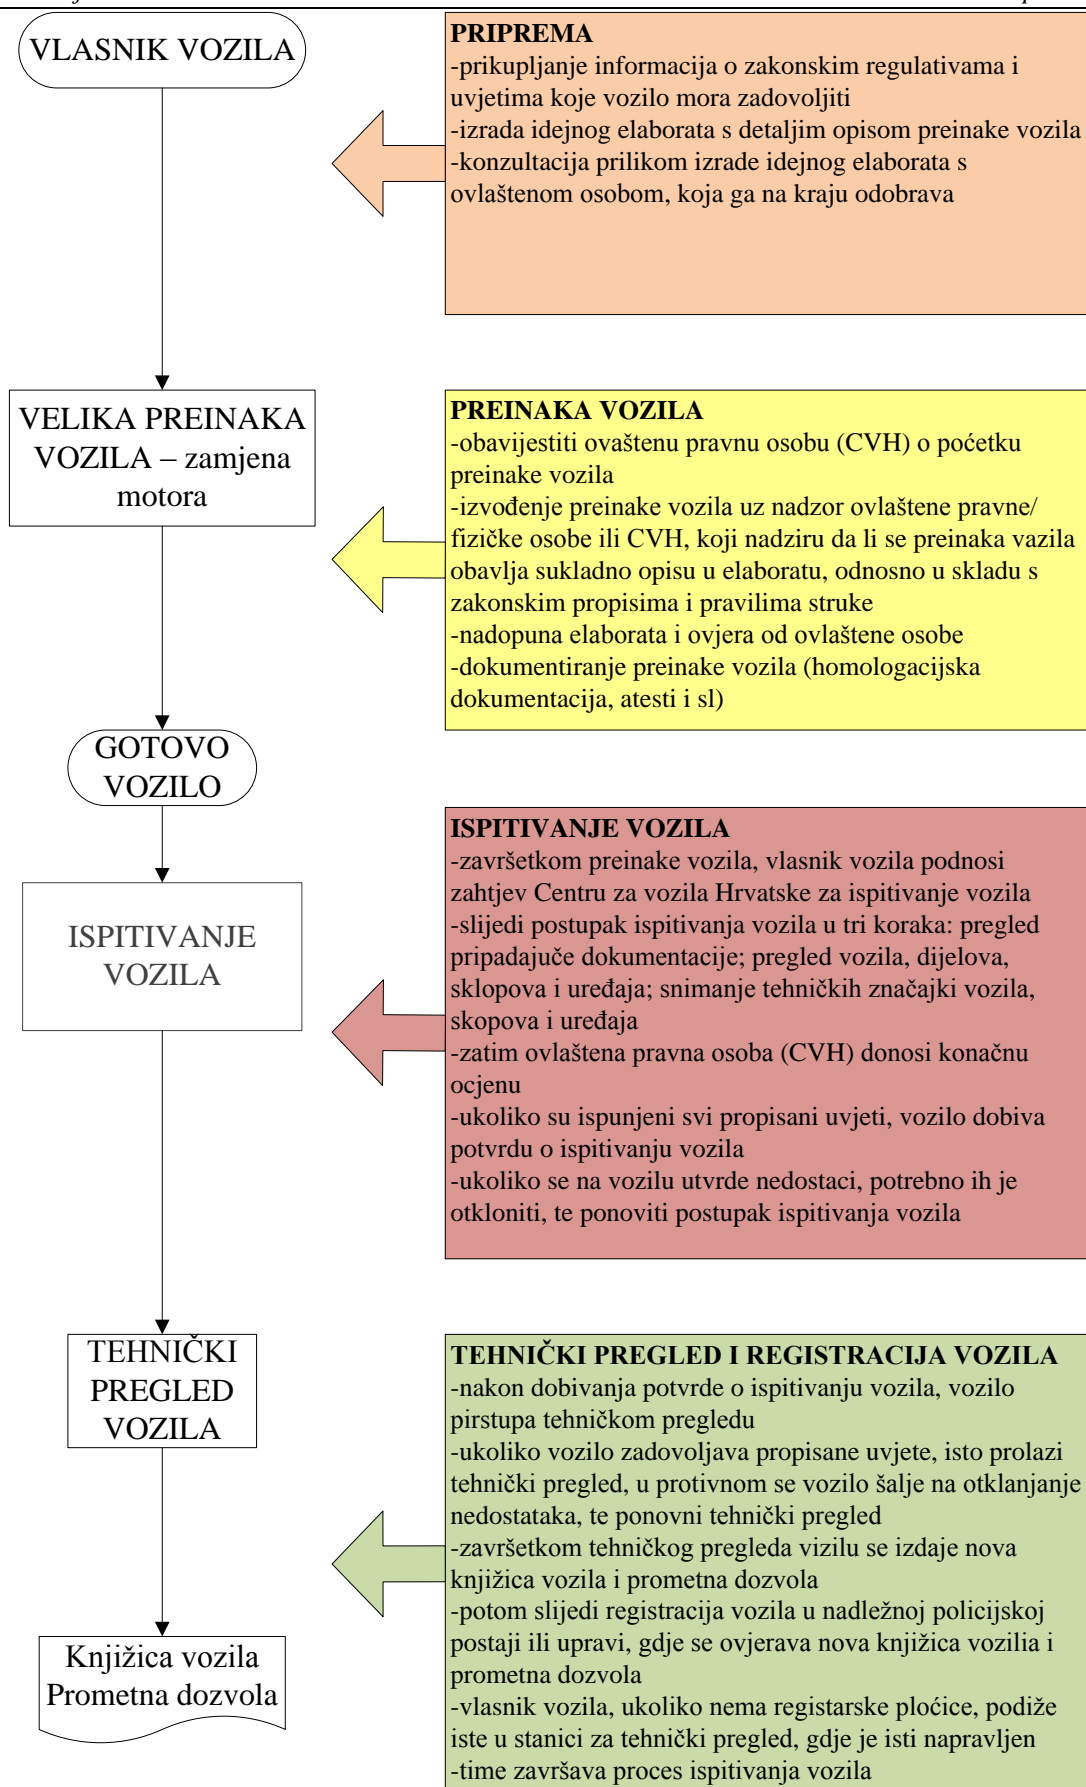 VLASNIK VOZILA
PRIPREMA
-prikupljanje informacija o zakonskim regulativama i
uvjetima koje vozilo mora zadovoljiti
-izrada idejnog elaborata s detaljim opisom preinake vozila
-konzultacija prilikom izrade idejnog elaborata s
ovlaštenom osobom, koja ga na kraju odobrava
VELIKA PREINAKA
VOZILA – zamjena
motora
PREINAKA VOZILA
-obavijestiti ovaštenu pravnu osobu (CVH) o poćetku
preinake vozila
-izvođenje preinake vozila uz nadzor ovlaštene pravne/
fizičke osobe ili CVH, koji nadziru da li se preinaka vazila
obavlja sukladno opisu u elaboratu, odnosno u skladu s
zakonskim propisima i pravilima struke
-nadopuna elaborata i ovjera od ovlaštene osobe
-dokumentiranje preinake vozila (homologacijska
dokumentacija, atesti i sl)
GOTOVO
VOZILO
ISPITIVANJE
VOZILA
ISPITIVANJE VOZILA
-završetkom preinake vozila, vlasnik vozila podnosi
zahtjev Centru za vozila Hrvatske za ispitivanje vozila
-slijedi postupak ispitivanja vozila u tri koraka: pregled
pripadajuče dokumentacije; pregled vozila, dijelova,
sklopova i uređaja; snimanje tehničkih značajki vozila,
skopova i uređaja
-zatim ovlaštena pravna osoba (CVH) donosi konačnu
ocjenu
-ukoliko su ispunjeni svi propisani uvjeti, vozilo dobiva
potvrdu o ispitivanju vozila
-ukoliko se na vozilu utvrde nedostaci, potrebno ih je
otkloniti, te ponoviti postupak ispitivanja vozila
TEHNIČKI
PREGLED
VOZILA
TEHNIČKI PREGLED I REGISTRACIJA VOZILA
-nakon dobivanja potvrde o ispitivanju vozila, vozilo
pirstupa tehničkom pregledu
-ukoliko vozilo zadovoljava propisane uvjete, isto prolazi
tehnički pregled, u protivnom se vozilo šalje na otklanjanje
nedostataka, te ponovni tehnički pregled
-završetkom tehničkog pregleda vizilu se izdaje nova
knjižica vozila i prometna dozvola
-potom slijedi registracija vozila u nadležnoj policijskoj
postaji ili upravi, gdje se ovjerava nova knjižica vozilia i
prometna dozvola
-vlasnik vozila, ukoliko nema registarske ploćice, podiže
iste u stanici za tehnički pregled, gdje je isti napravljen
-time završava proces ispitivanja vozila
Knjižica vozila
Prometna dozvola